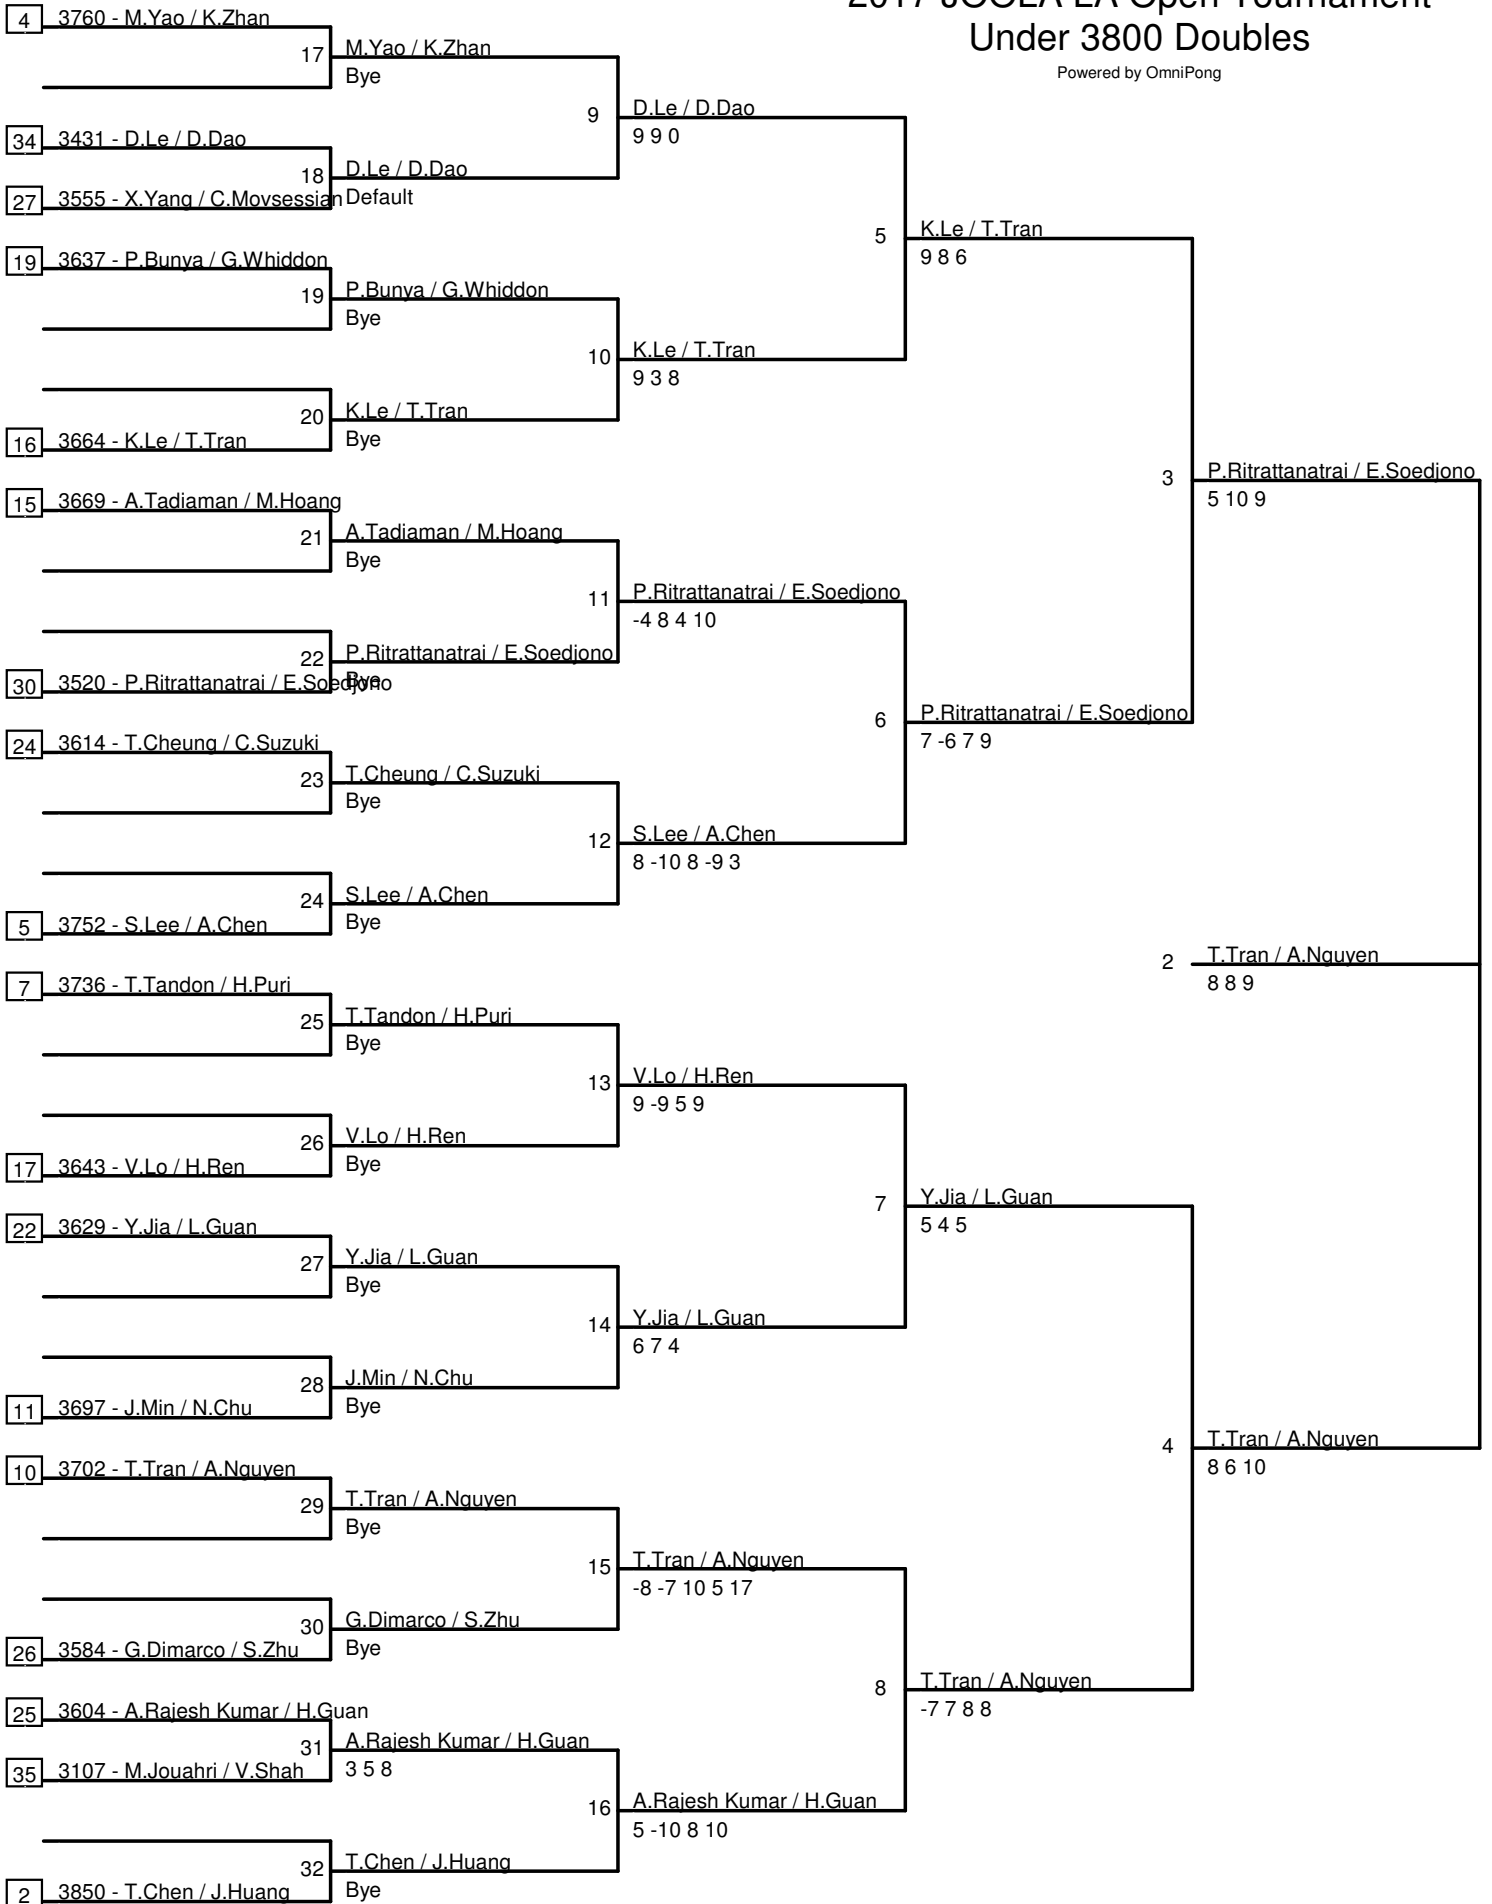 2017 JOOLA LA Open Tournament
Under 3800 Doubles
Powered by OmniPong
4 3760 - M.Yao / K.Zhan
17 M.Yao / K.Zhan
Bye
9 D.Le / D.Dao
9 9 0
34 3431 - D.Le / D.Dao
18 D.Le / D.Dao
27 3555 - X.Yang / C.Movsessian Default
5 K.Le / T.Tran
9 8 6
19 3637 - P.Bunya / G.Whiddon
19 P.Bunya / G.Whiddon
Bye
10 K.Le / T.Tran
9 3 8
20 K.Le / T.Tran
Bye
16 3664 - K.Le / T.Tran
3 P.Ritrattanatrai / E.Soedjono
5 10 9
15 3669 - A.Tadiaman / M.Hoang
21 A.Tadiaman / M.Hoang
Bye
11 P.Ritrattanatrai / E.Soedjono
-4 8 4 10
22 P.Ritrattanatrai / E.Soedjono
Bye
30 3520 - P.Ritrattanatrai / E.Soedjono
6 P.Ritrattanatrai / E.Soedjono
7 -6 7 9
24 3614 - T.Cheung / C.Suzuki
23 T.Cheung / C.Suzuki
Bye
12 S.Lee / A.Chen
8 -10 8 -9 3
24 S.Lee / A.Chen
Bye
5 3752 - S.Lee / A.Chen
2 T.Tran / A.Nguyen
8 8 9
7 3736 - T.Tandon / H.Puri
25 T.Tandon / H.Puri
Bye
13 V.Lo / H.Ren
9 -9 5 9
26 V.Lo / H.Ren
Bye
17 3643 - V.Lo / H.Ren
7 Y.Jia / L.Guan
5 4 5
22 3629 - Y.Jia / L.Guan
27 Y.Jia / L.Guan
Bye
14 Y.Jia / L.Guan
6 7 4
28 J.Min / N.Chu
Bye
11 3697 - J.Min / N.Chu
4 T.Tran / A.Nguyen
8 6 10
10 3702 - T.Tran / A.Nguyen
29 T.Tran / A.Nguyen
Bye
15 T.Tran / A.Nguyen
-8 -7 10 5 17
30 G.Dimarco / S.Zhu
Bye
26 3584 - G.Dimarco / S.Zhu
8 T.Tran / A.Nguyen
-7 7 8 8
25 3604 - A.Rajesh Kumar / H.Guan
31 A.Rajesh Kumar / H.Guan
3 5 8
35 3107 - M.Jouahri / V.Shah
16 A.Rajesh Kumar / H.Guan
5 -10 8 10
32 T.Chen / J.Huang
Bye
2 3850 - T.Chen / J.Huang